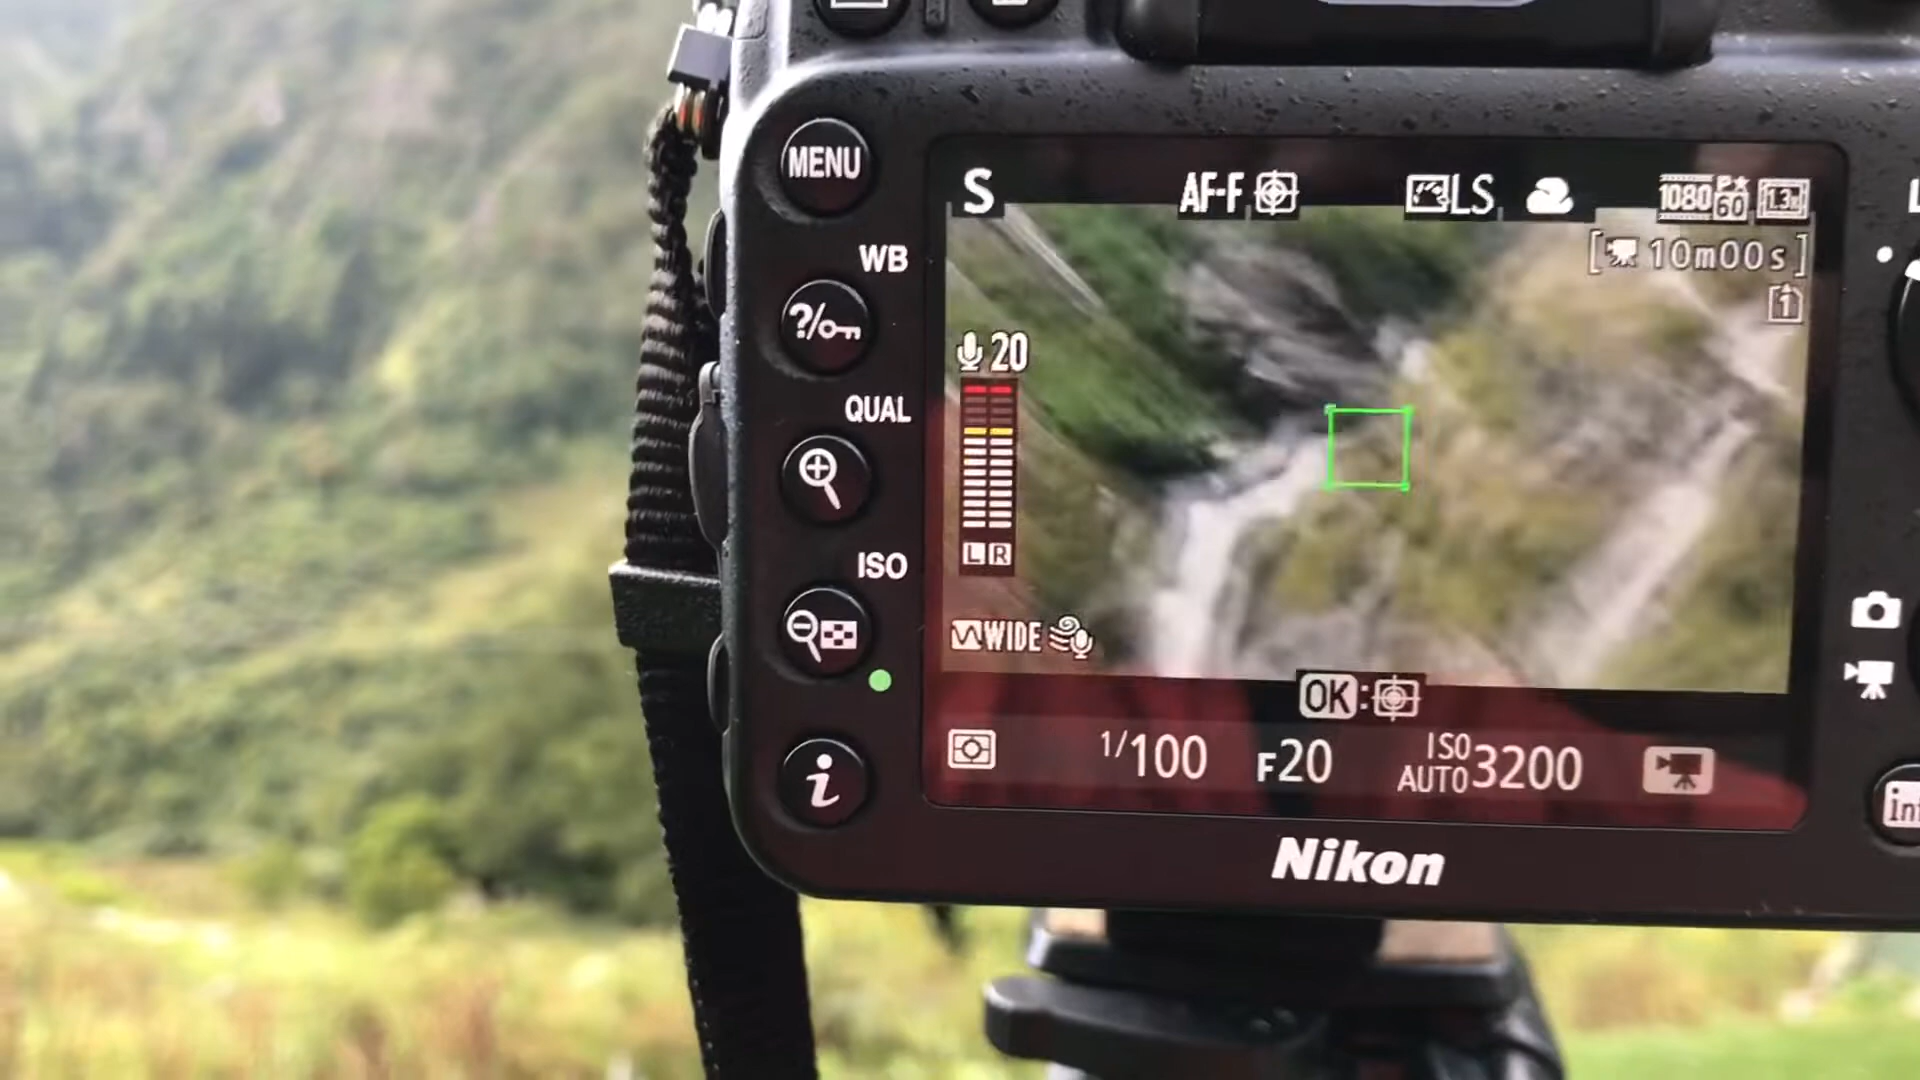 MENU
S AF-F LS 1080 P★ 60 1.3x
[10m00s]
1
WB
?/
20
QUAL
L R
ISO
WIDE
OK:
i
1/100 F20 ISO AUTO 3200
Nikon